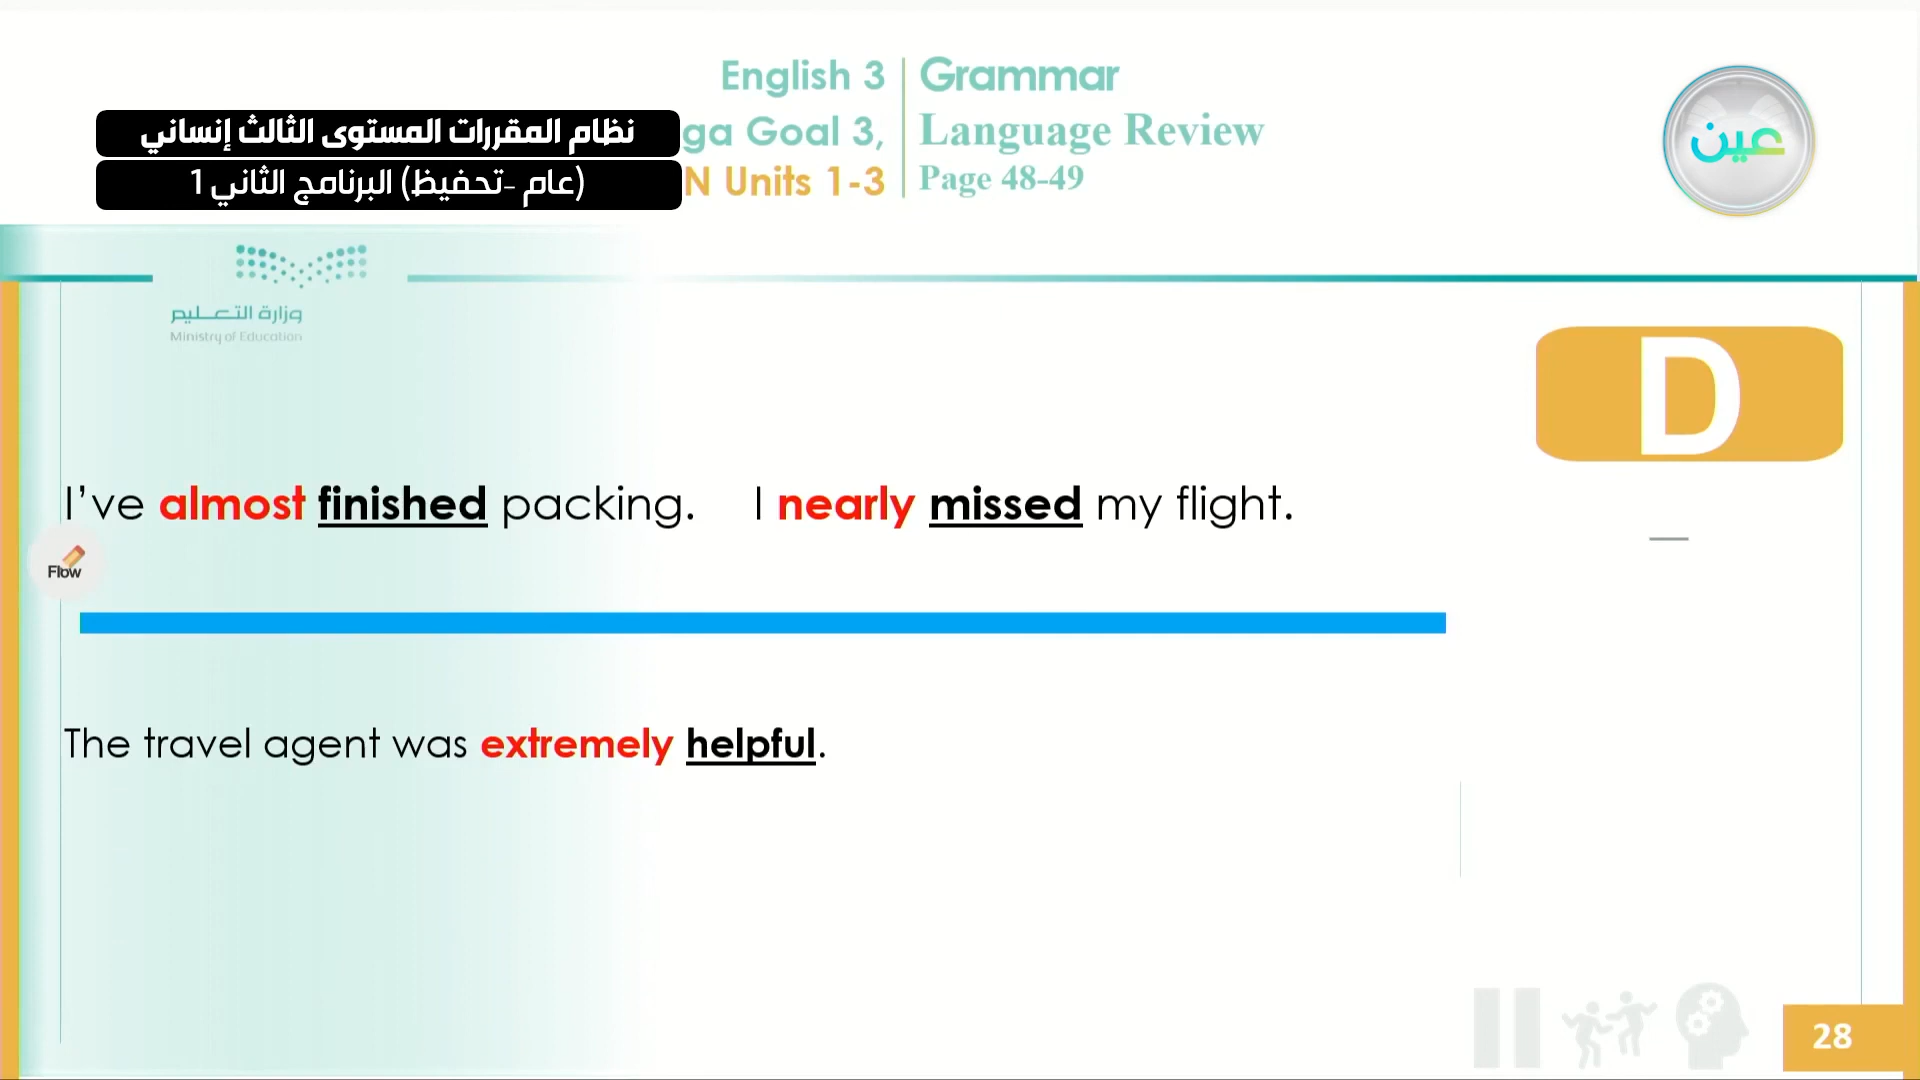 English 3
Grammar
نظام المقررات المستوى الثالث إنساني
ga Goal 3,
Language Review
(عام -تحفيظ) البرنامج الثاني 1
N Units 1-3
Page 48-49
عين
وزارة التعليم
Ministry of Education
D
I've almost finished packing. I nearly missed my flight.
Flow
The travel agent was extremely helpful.
28